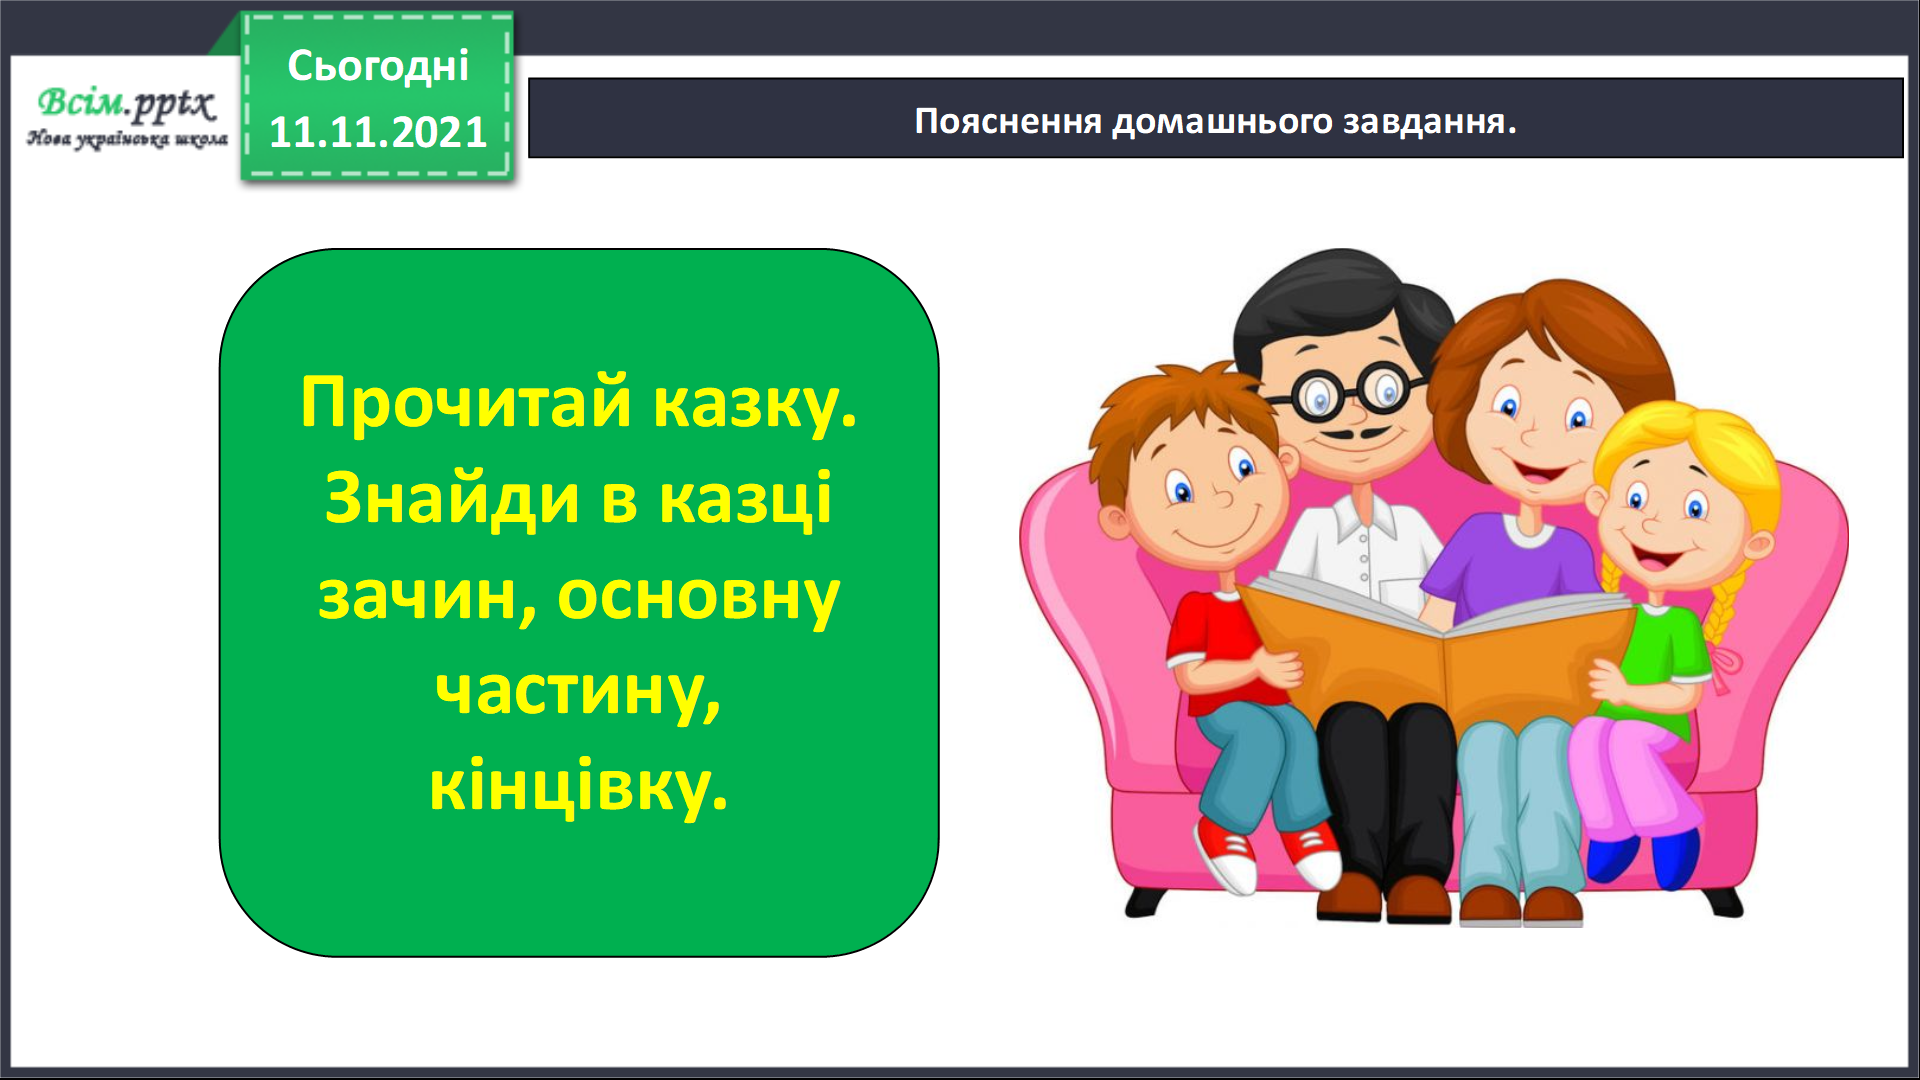 Сьогодні
11.11.2021
Всім.pptx
Нова українська школа
Пояснення домашнього завдання.
Прочитай казку.
Знайди в казці
зачин, основну
частину,
кінцівку.